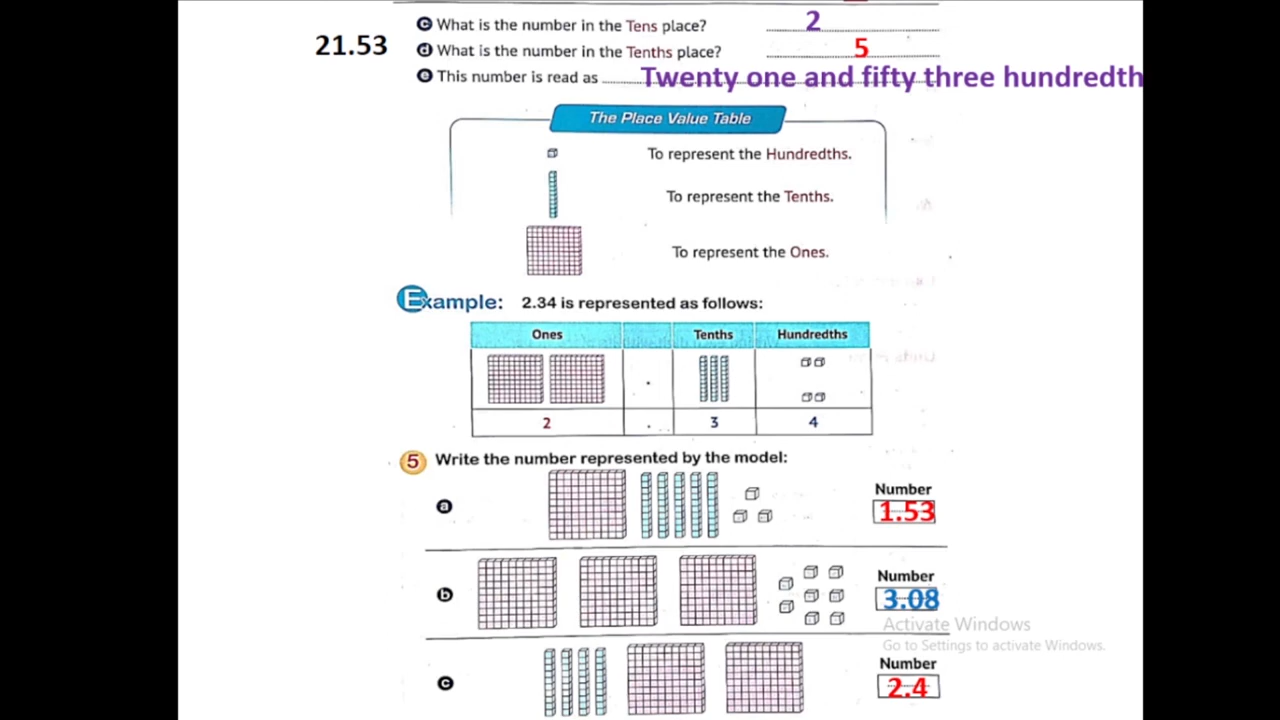 c What is the number in the Tens place? 2
21.53 d What is the number in the Tenths place? 5
e This number is read as Twenty one and fifty three hundredth
The Place Value Table
To represent the Hundredths.
To represent the Tenths.
To represent the Ones.
Example: 2.34 is represented as follows:
Ones Tenths Hundredths
.
2 . 3 4
5 Write the number represented by the model:
Number
a 1.53
Number
b 3.08
Activate Windows
Go to Settings to activate Windows.
Number
c 2.4